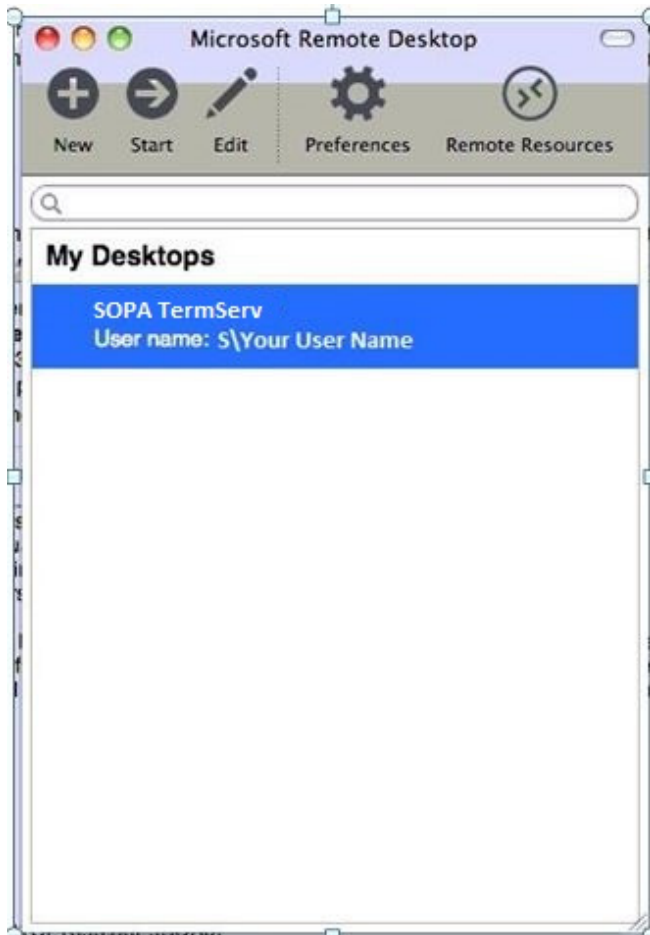 Microsoft Remote Desktop
New Start Edit Preferences Remote Resources
My Desktops
SOPA TermServ
User name: S\Your User Name